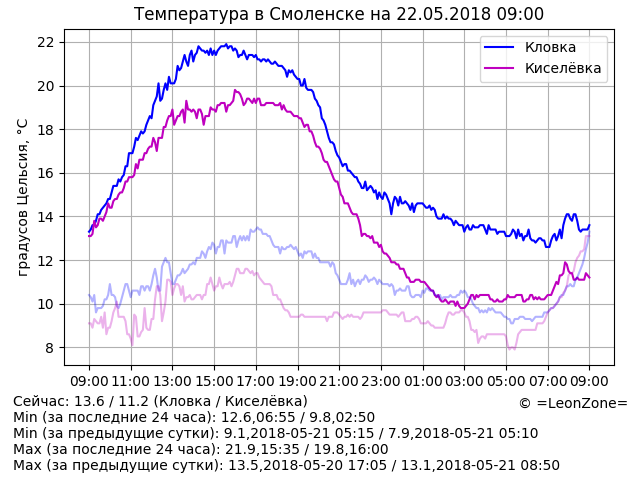 Температура в Смоленске на 22.05.2018 09:00
градусов Цельсия, °C
22
20
18
16
14
12
10
8
Кловка
Киселёвка
09:00 11:00 13:00 15:00 17:00 19:00 21:00 23:00 01:00 03:00 05:00 07:00 09:00
Сейчас: 13.6 / 11.2 (Кловка / Киселёвка)
© =LeonZone=
Min (за последние 24 часа): 12.6,06:55 / 9.8,02:50
Min (за предыдущие сутки): 9.1,2018-05-21 05:15 / 7.9,2018-05-21 05:10
Max (за последние 24 часа): 21.9,15:35 / 19.8,16:00
Max (за предыдущие сутки): 13.5,2018-05-20 17:05 / 13.1,2018-05-21 08:50